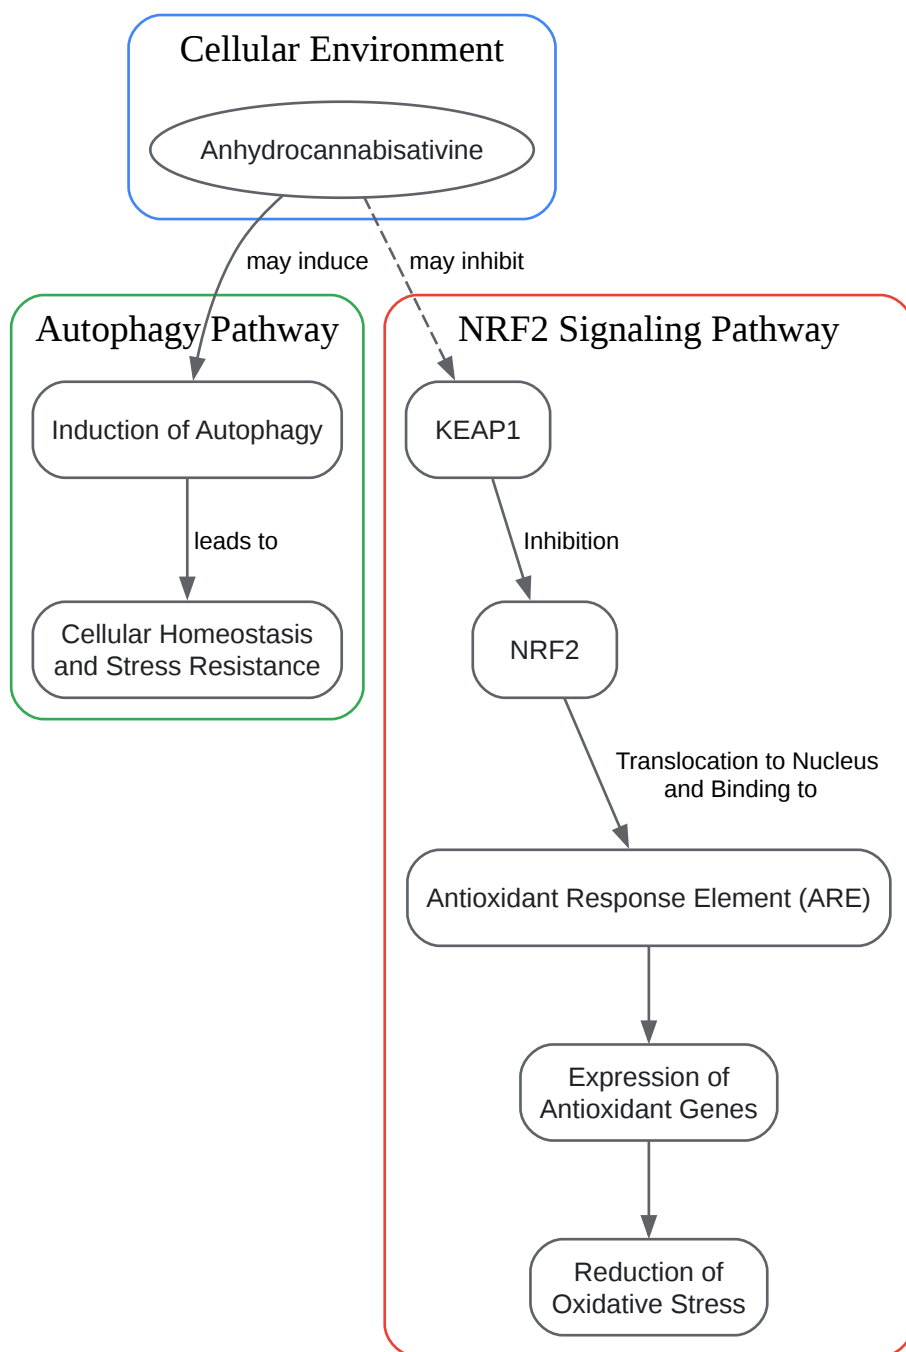 Cellular Environment
Anhydrocannabisativine
may induce
may inhibit
Autophagy Pathway
Induction of Autophagy
leads to
Cellular Homeostasis
and Stress Resistance
NRF2 Signaling Pathway
KEAP1
Inhibition
NRF2
Translocation to Nucleus
and Binding to
Antioxidant Response Element (ARE)
Expression of
Antioxidant Genes
Reduction of
Oxidative Stress